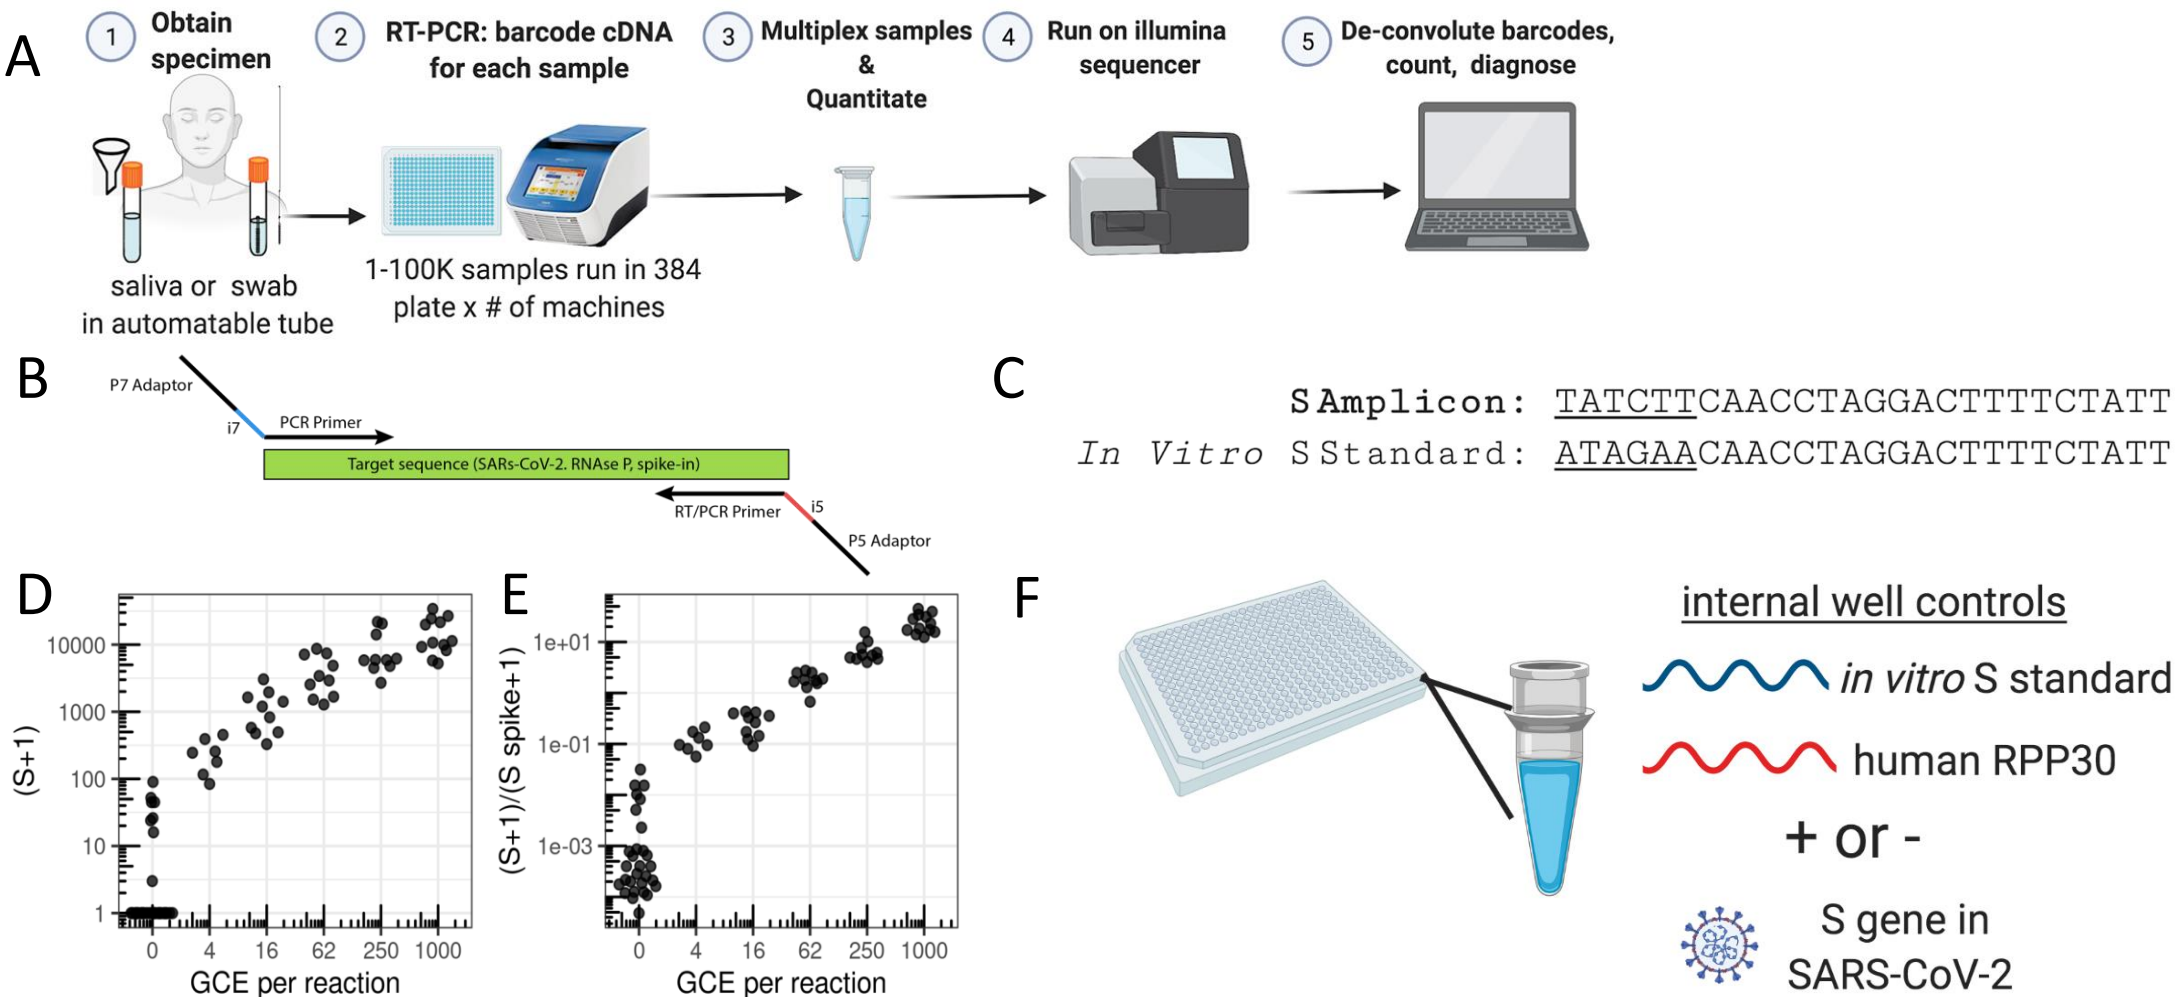 A
1
Obtain
specimen
2
RT-PCR: barcode cDNA
for each sample
3
Multiplex samples
&
Quantitate
4
Run on illumina
sequencer
5
De-convolute barcodes,
count, diagnose
saliva or swab
in automatable tube
1-100K samples run in 384
plate x # of machines
B
P7 Adaptor
i7
PCR Primer
Target sequence (SARs-CoV-2. RNAse P, spike-in)
RT/PCR Primer
i5
P5 Adaptor
C
S Amplicon: TATCTTCAACCTAGGACTTTTCTATT
In Vitro S Standard: ATAGAACAACCTAGGACTTTTCTATT
D
(S+1)
10000
1000
100
10
1
0 4 16 62 250 1000
GCE per reaction
E
(S+1)/(S spike+1)
1e+01
1e-01
1e-03
0 4 16 62 250 1000
GCE per reaction
F
internal well controls
in vitro S standard
human RPP30
+ or -
S gene in
SARS-CoV-2